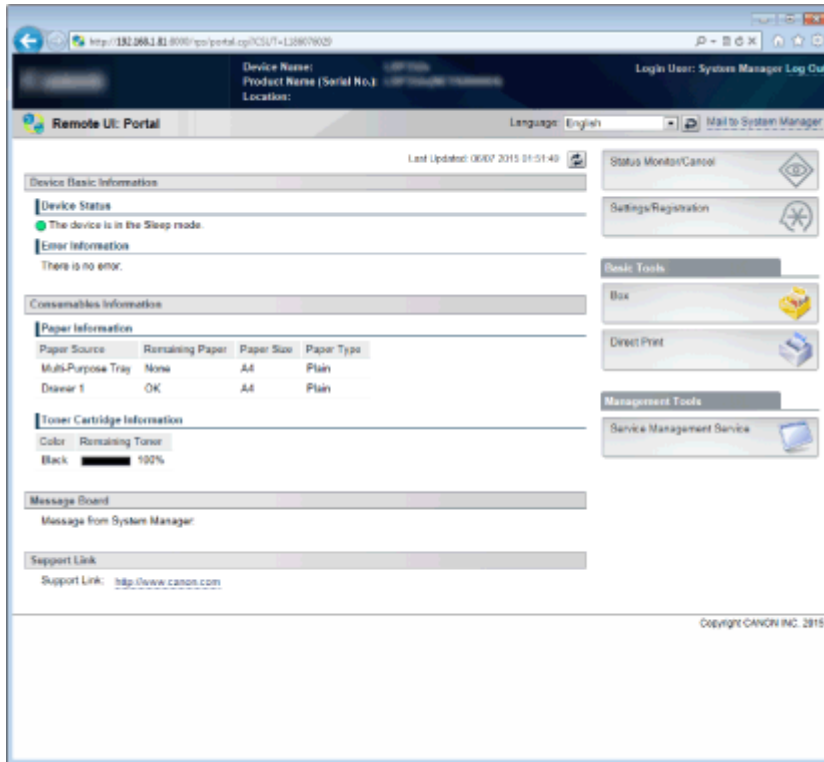 Device Name:
Product Name (Serial No.):
Location:
Login User: System Manager Log Out
Remote UI: Portal
Language: English
Mail to System Manager
Last Updated: 06/07 2015 01:51:49
Device Basic Information
Device Status
The device is in the Sleep mode.
Error Information
There is no error.
Consumables Information
Paper Information
Paper Source Remaining Paper Paper Size Paper Type
Multi-Purpose Tray None A4 Plain
Drawer 1 OK A4 Plain
Toner Cartridge Information
Color Remaining Toner
Black 100%
Message Board
Message from System Manager:
Support Link
Support Link: http://www.canon.com
Status Monitor/Cancel
Settings/Registration
Basic Tools
Box
Direct Print
Management Tools
Service Management Service
Copyright CANON INC. 2015